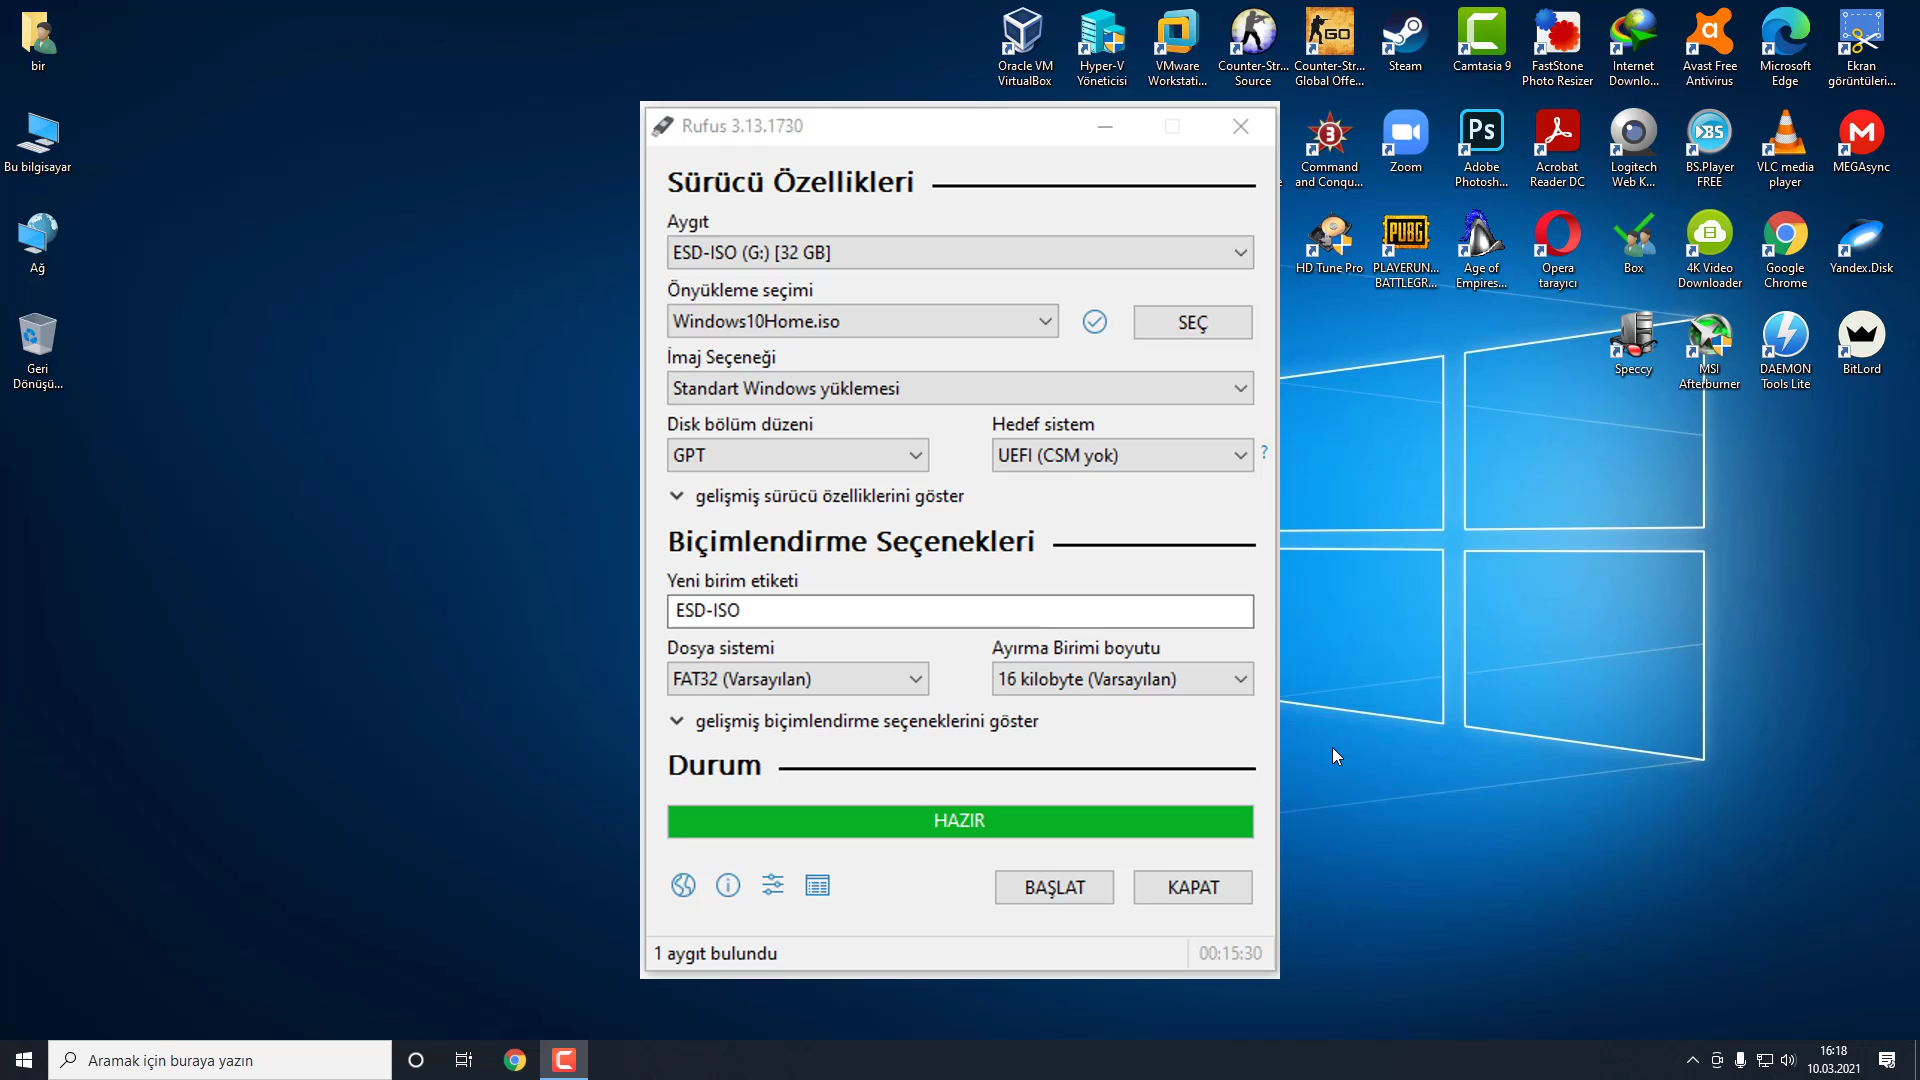 bir
Bu bilgisayar
Ağ
Geri
Dönüşü...
Oracle VM
VirtualBox
Hyper-V
Yöneticisi
VMware
Workstati...
Counter-Str...
Source
Counter-Str...
Global Offe...
Steam
Camtasia 9
FastStone
Photo Resizer
Internet
Downlo...
Avast Free
Antivirus
Microsoft
Edge
Ekran
görüntüleri...
Command
and Conqu...
Zoom
Adobe
Photosh...
Acrobat
Reader DC
Logitech
Web K...
BS.Player
FREE
VLC media
player
MEGAsync
HD Tune Pro
PLAYERUN...
BATTLEGR...
Age of
Empires...
Opera
tarayıcı
Box
4K Video
Downloader
Google
Chrome
Yandex.Disk
Speccy
MSI
Afterburner
DAEMON
Tools Lite
BitLord
Rufus 3.13.1730
Sürücü Özellikleri
Aygıt
ESD-ISO (G:) [32 GB]
Önyükleme seçimi
Windows10Home.iso
SEÇ
İmaj Seçeneği
Standart Windows yüklemesi
Disk bölüm düzeni
Hedef sistem
GPT
UEFI (CSM yok)
?
gelişmiş sürücü özelliklerini göster
Biçimlendirme Seçenekleri
Yeni birim etiketi
ESD-ISO
Dosya sistemi
Ayırma Birimi boyutu
FAT32 (Varsayılan)
16 kilobyte (Varsayılan)
gelişmiş biçimlendirme seçeneklerini göster
Durum
HAZIR
BAŞLAT
KAPAT
1 aygıt bulundu
00:15:30
Aramak için buraya yazın
16:18
10.03.2021